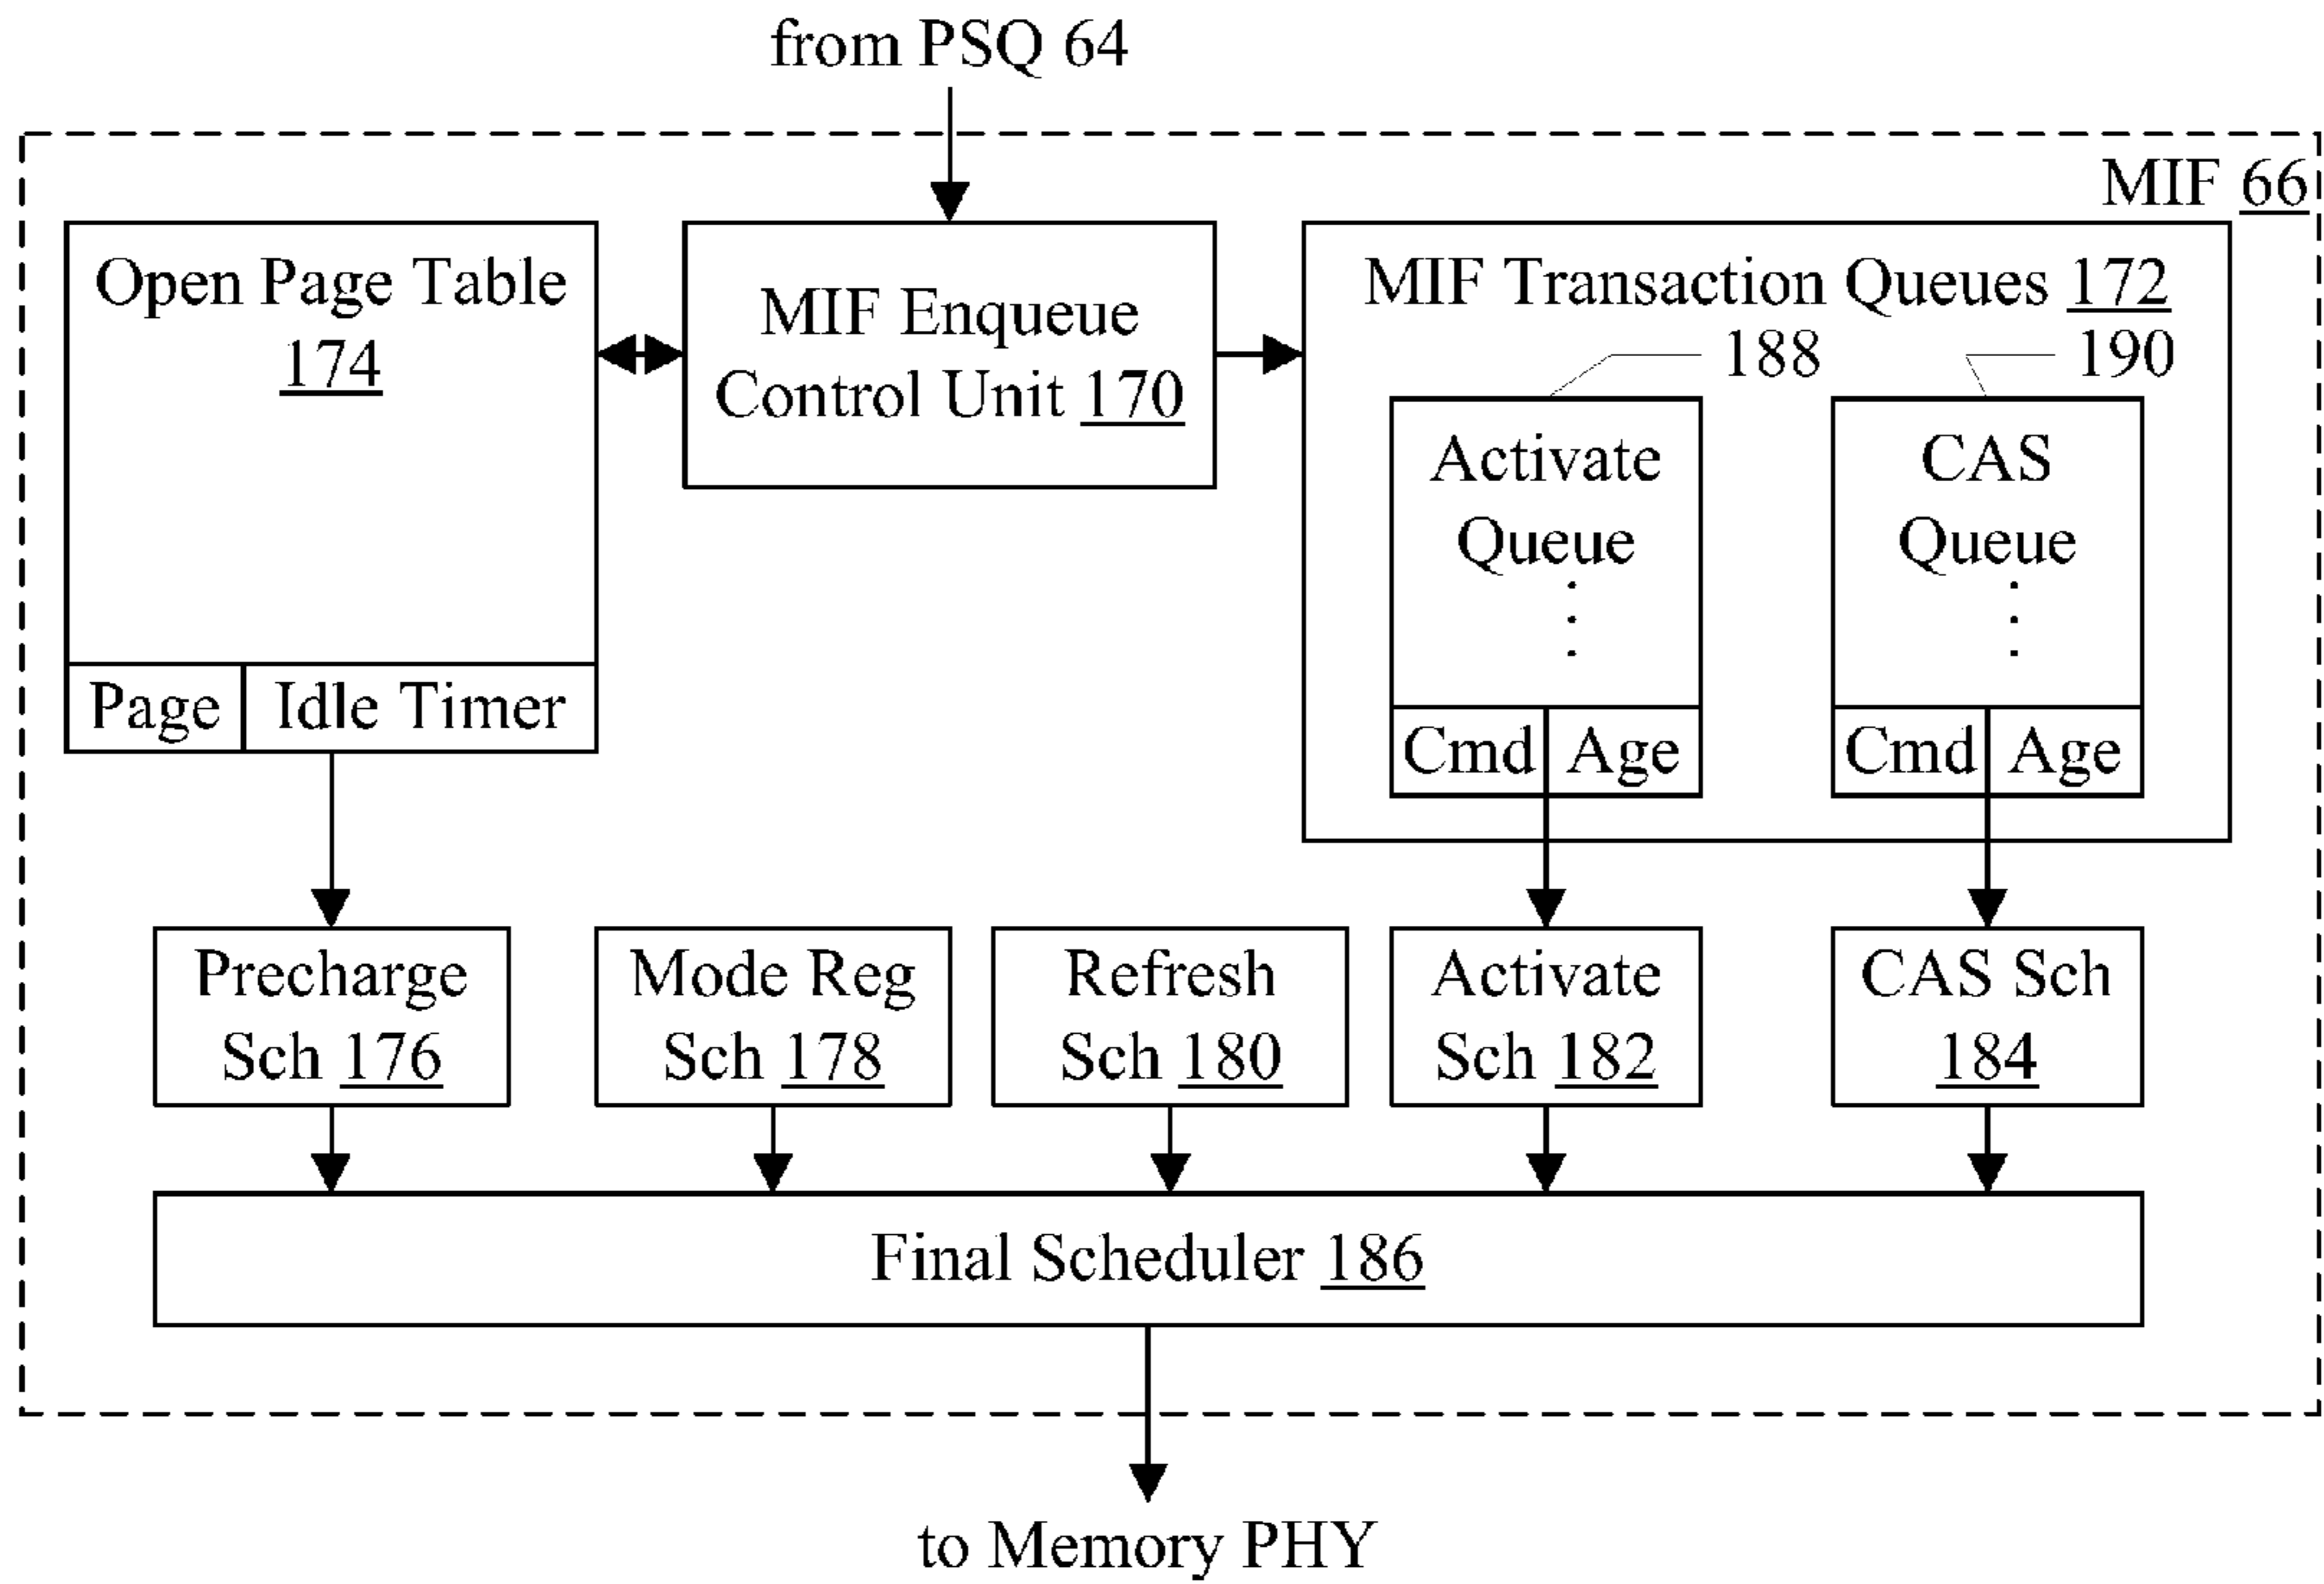 from PSQ 64
MIF 66
Open Page Table
174
Page
Idle Timer
MIF Enqueue
Control Unit 170
MIF Transaction Queues 172
188
190
Activate
Queue
Cmd
Age
CAS
Queue
Cmd
Age
Precharge
Sch 176
Mode Reg
Sch 178
Refresh
Sch 180
Activate
Sch 182
CAS Sch
184
Final Scheduler 186
to Memory PHY